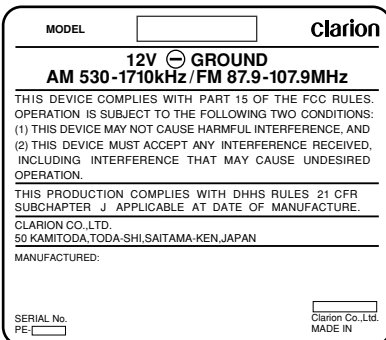 MODEL
clarion
12V ⊖ GROUND
AM 530-1710kHz/FM 87.9-107.9MHz
THIS DEVICE COMPLIES WITH PART 15 OF THE FCC RULES.
OPERATION IS SUBJECT TO THE FOLLOWING TWO CONDITIONS:
(1) THIS DEVICE MAY NOT CAUSE HARMFUL INTERFERENCE, AND
(2) THIS DEVICE MUST ACCEPT ANY INTERFERENCE RECEIVED,
INCLUDING INTERFERENCE THAT MAY CAUSE UNDESIRED
OPERATION.
THIS PRODUCTION COMPLIES WITH DHHS RULES 21 CFR
SUBCHAPTER J APPLICABLE AT DATE OF MANUFACTURE.
CLARION CO.,LTD.
50 KAMITODA,TODA-SHI,SAITAMA-KEN,JAPAN
MANUFACTURED:
SERIAL No.
PE-
Clarion Co.,Ltd.
MADE IN